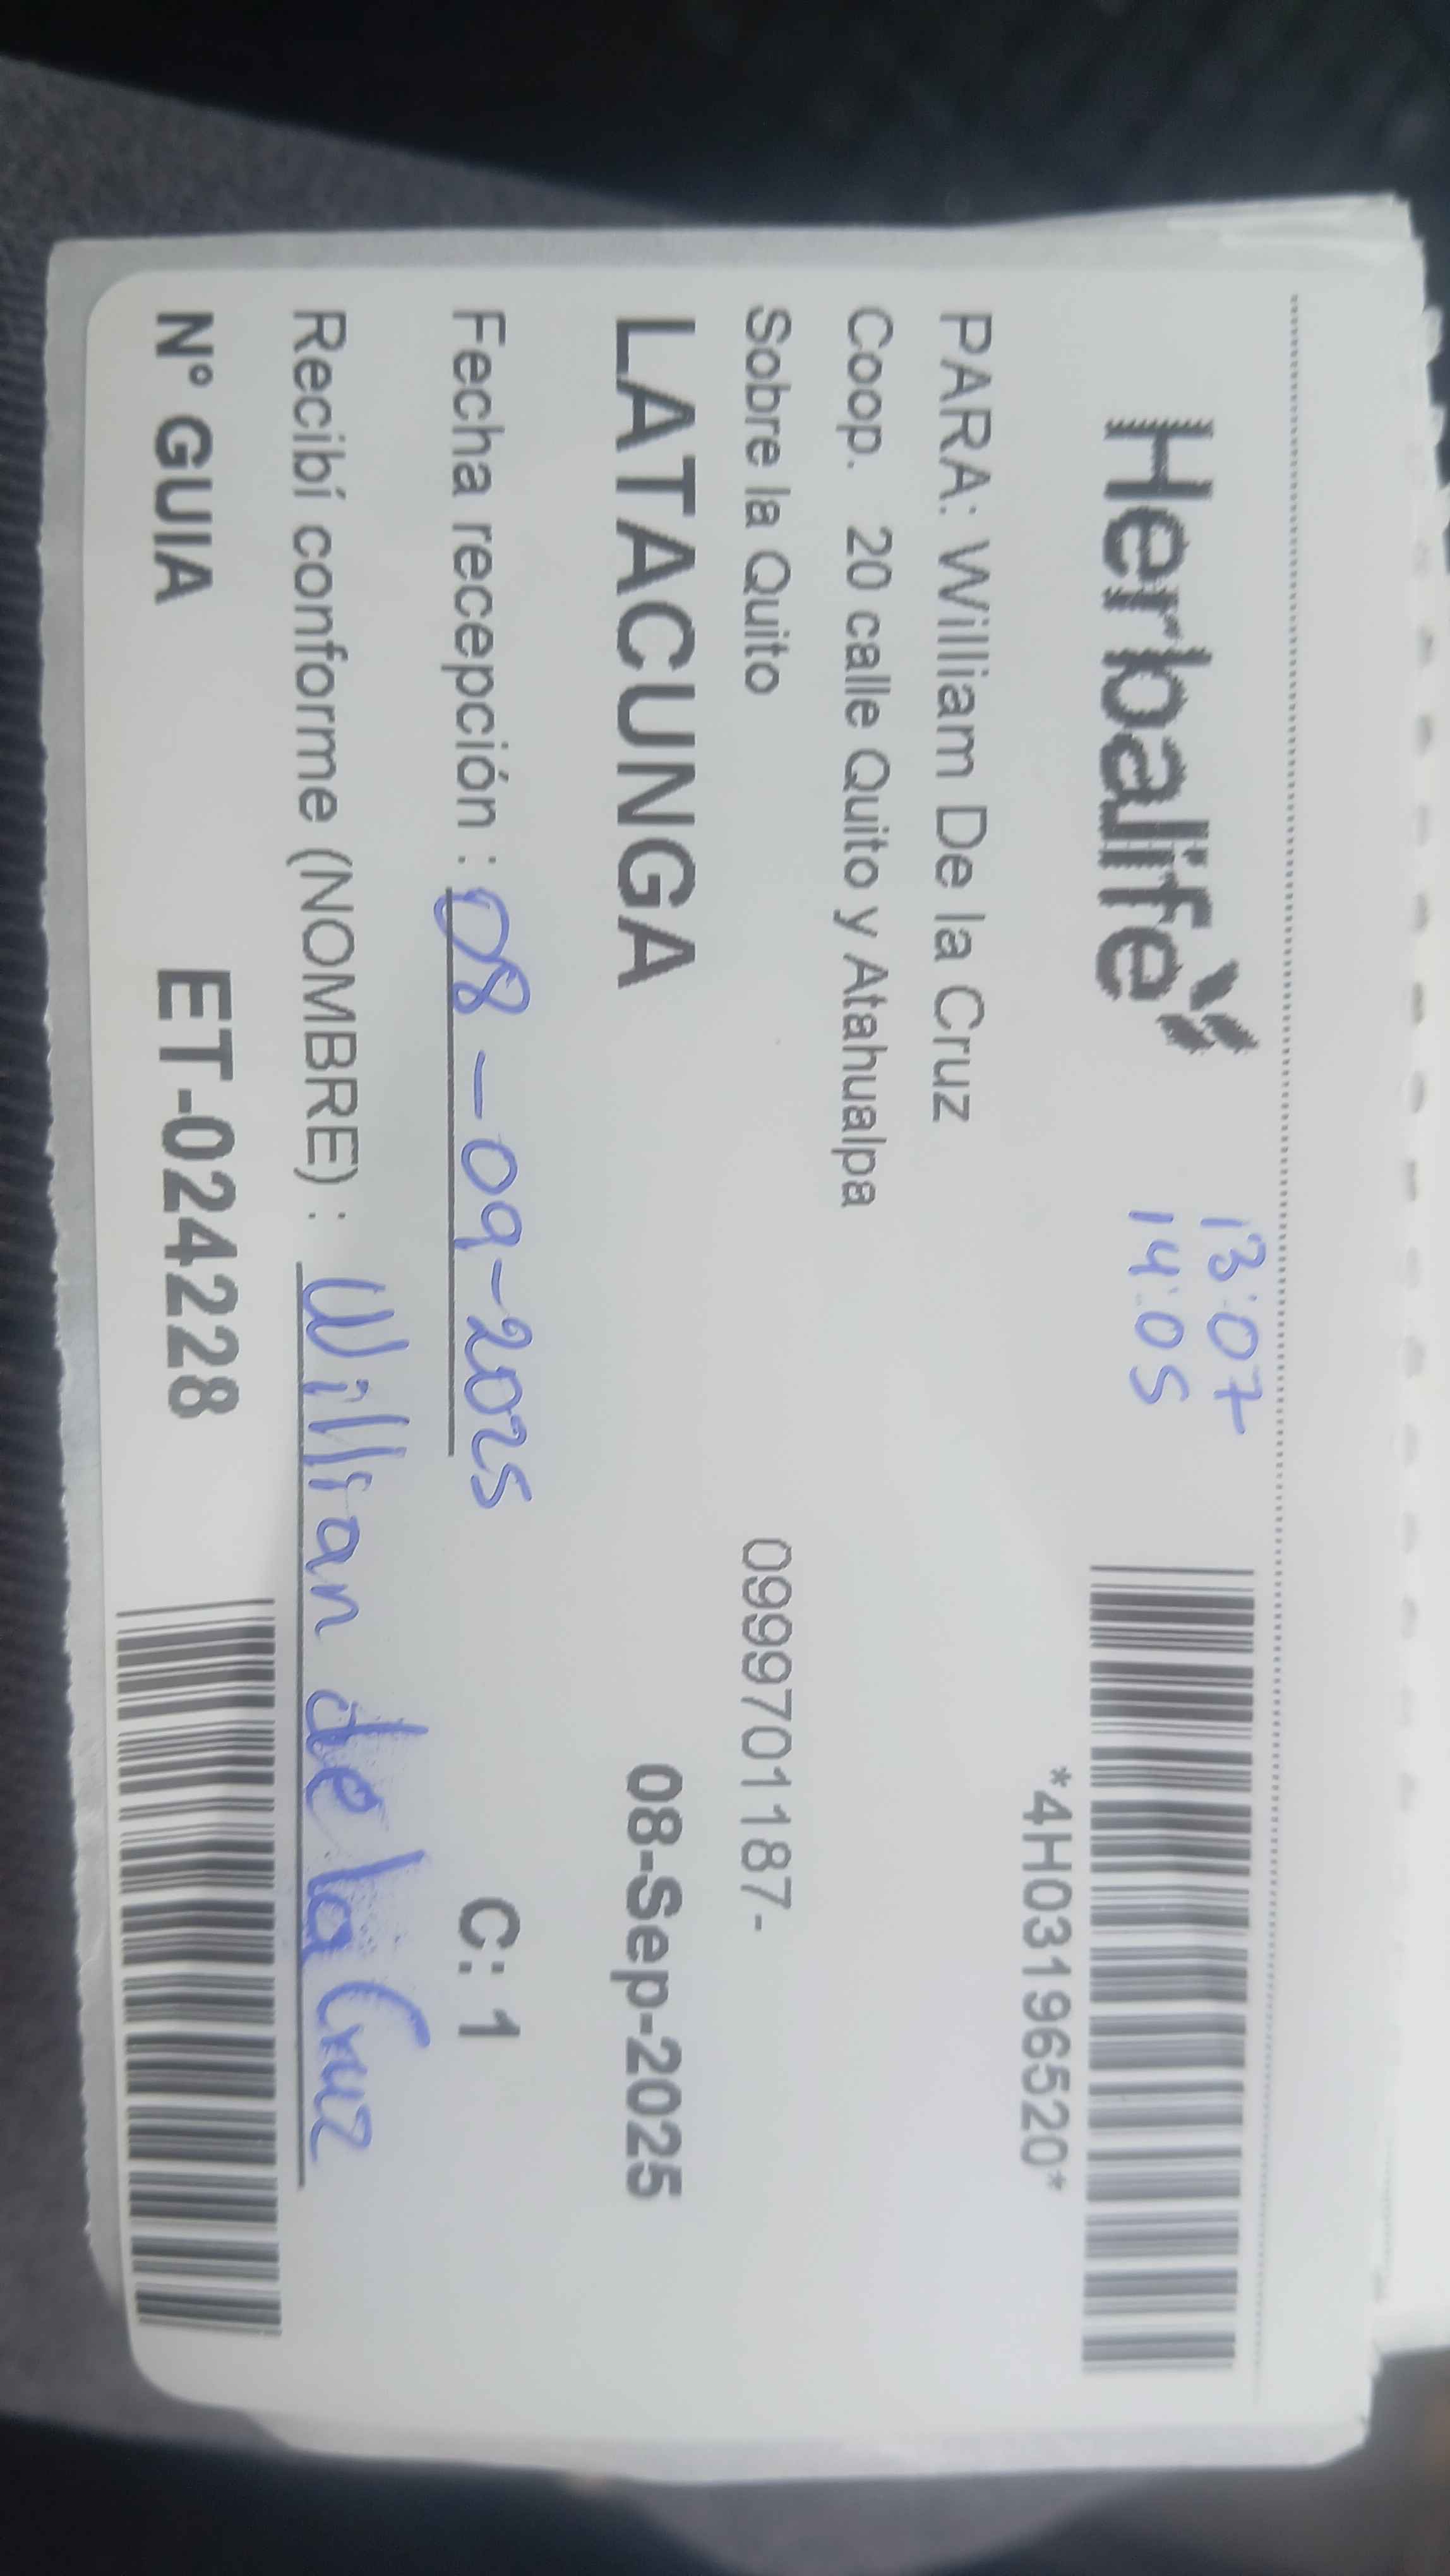 Herbalife
13:07
14:05
*4H03196520*
PARA: William De la Cruz
Coop. 20 calle Quito y Atahualpa
Sobre la Quito 0999701187-
LATACUNGA 08-Sep-2025
Fecha recepción : 08-09-2025 C: 1
Recibí conforme (NOMBRE) : Willian de la Cruz
N° GUIA ET-024228